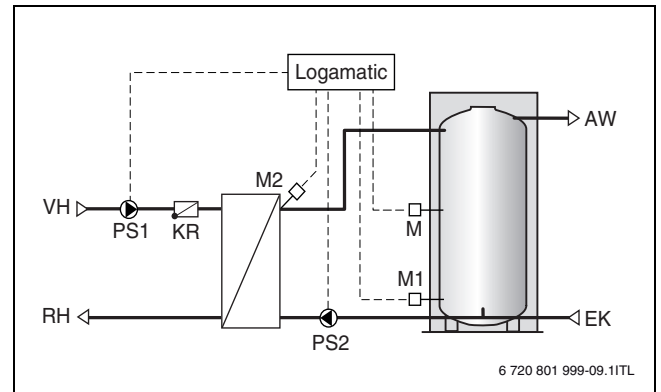 Logamatic
AW
M2
VH
PS1
KR
M
M1
RH
PS2
EK
6 720 801 999-09.1ITL